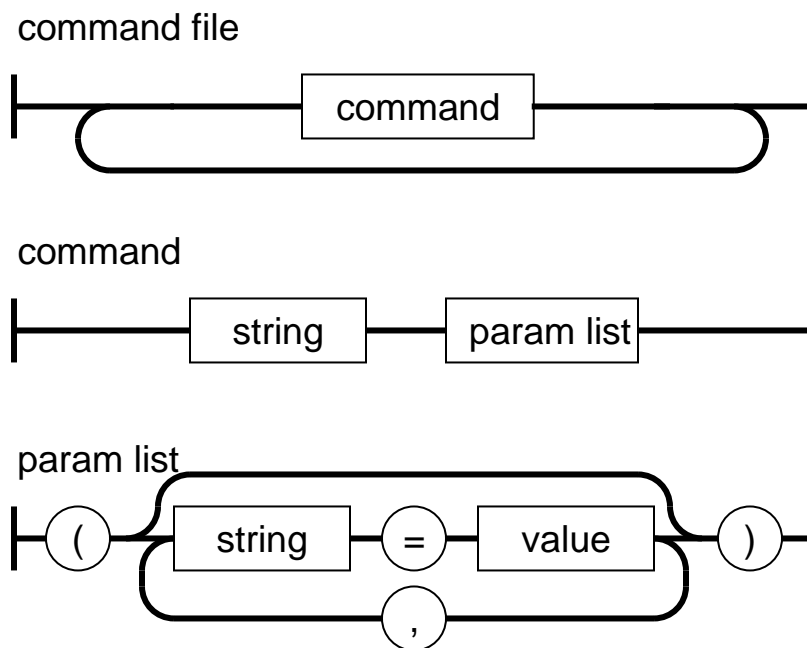 command file
command
command
string param list
param list
( string = value )
,